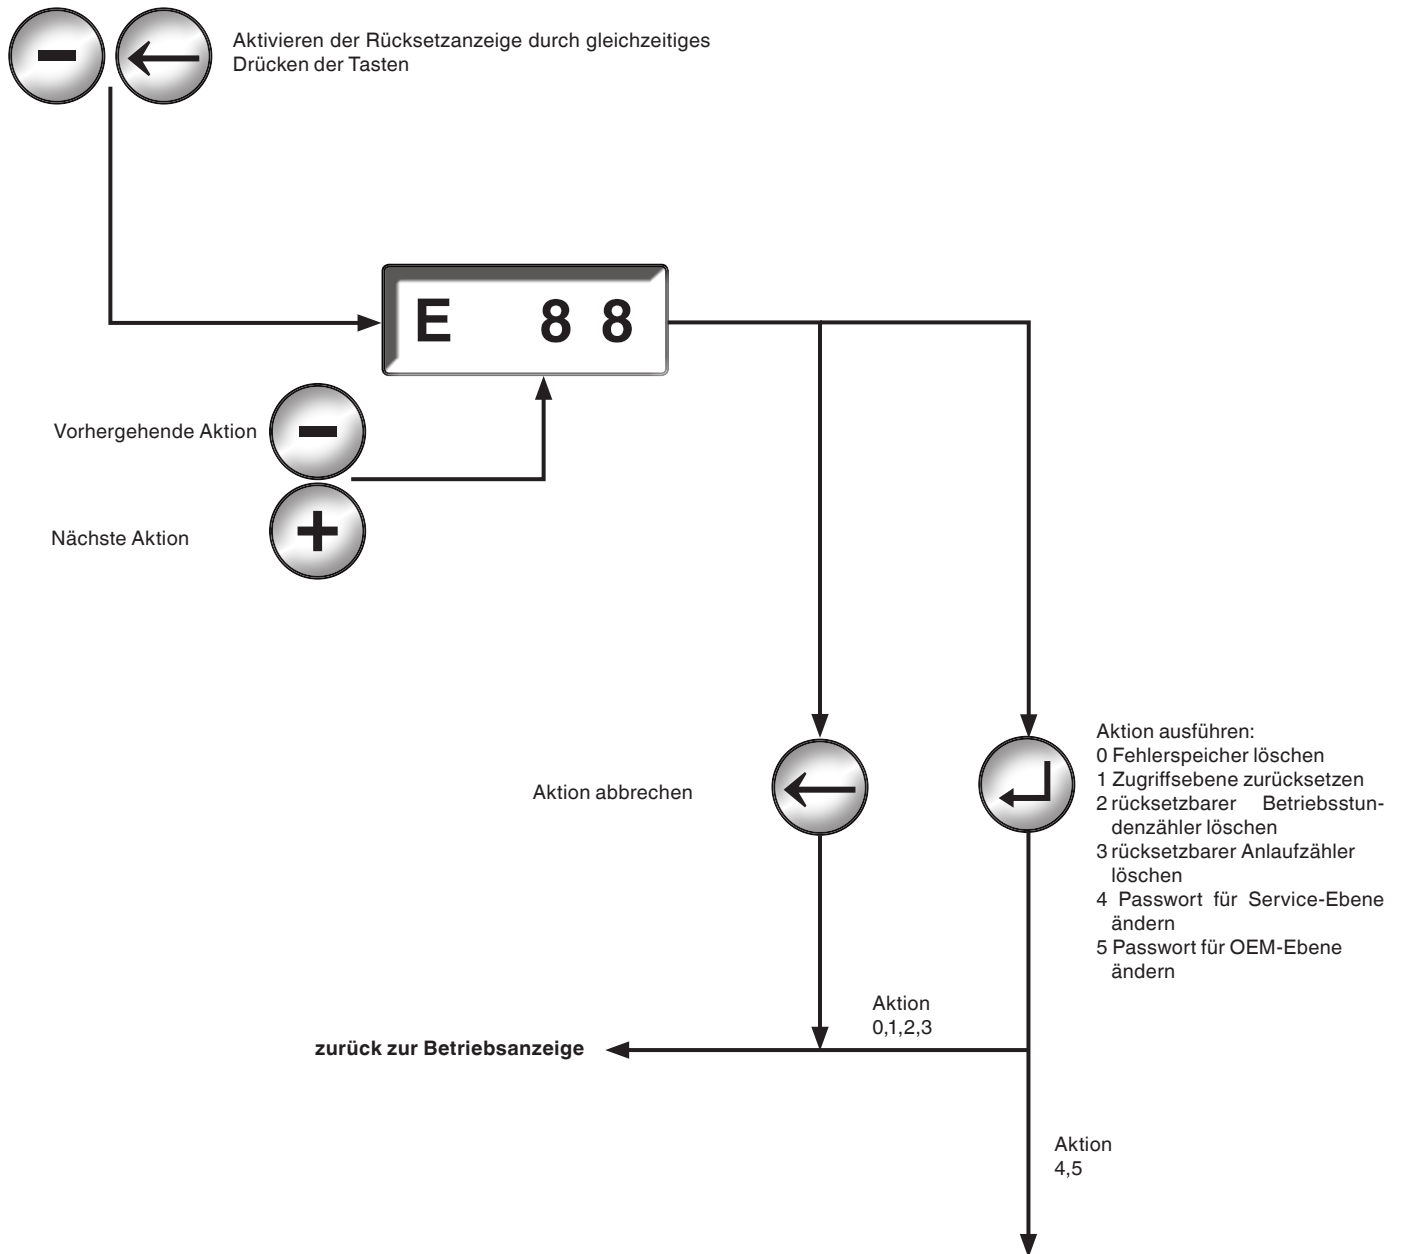 Aktivieren der Rücksetzanzeige durch gleichzeitiges
Drücken der Tasten
E 8 8
Vorhergehende Aktion
Nächste Aktion
Aktion abbrechen
Aktion ausführen:
0 Fehlerspeicher löschen
1 Zugriffsebene zurücksetzen
2 rücksetzbarer Betriebsstun-
denzähler löschen
3 rücksetzbarer Anlaufzähler
löschen
4 Passwort für Service-Ebene
ändern
5 Passwort für OEM-Ebene
ändern
Aktion
0,1,2,3
zurück zur Betriebsanzeige
Aktion
4,5